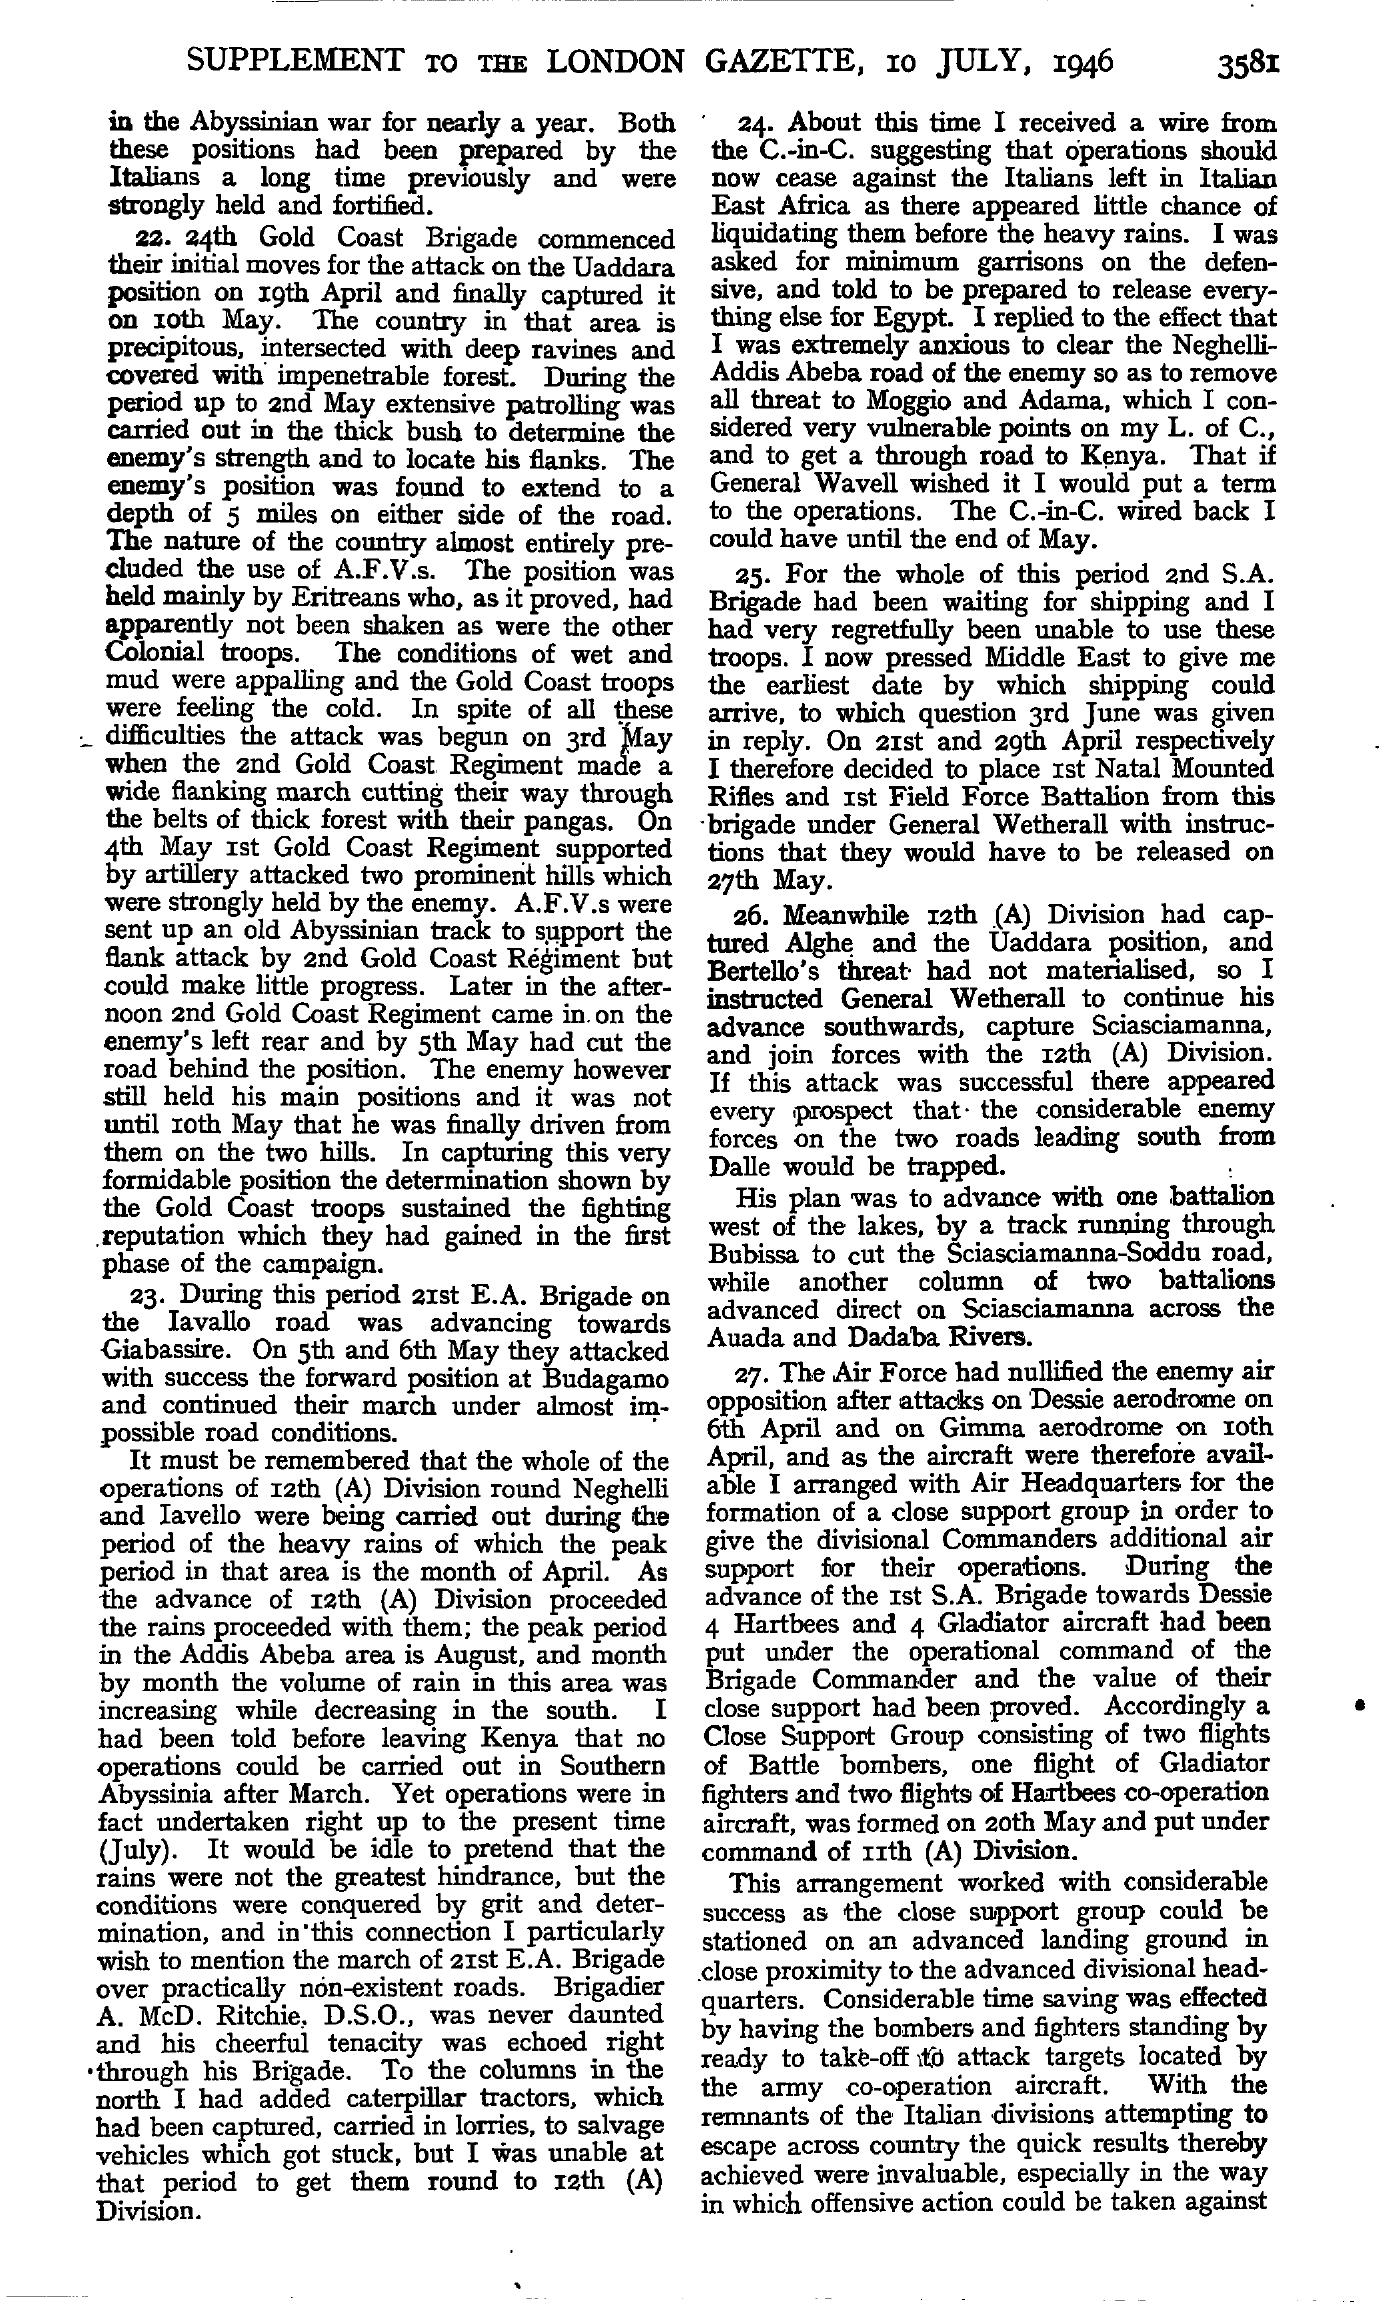 SUPPLEMENT TO THE LONDON GAZETTE, 10 JULY, 1946 3581
in the Abyssinian war for nearly a year. Both
these positions had been prepared by the
Italians a long time previously and were
strongly held and fortified.
22. 24th Gold Coast Brigade commenced
their initial moves for the attack on the Uaddara
position on 19th April and finally captured it
on 10th May. The country in that area is
precipitous, intersected with deep ravines and
covered with impenetrable forest. During the
period up to 2nd May extensive patrolling was
carried out in the thick bush to determine the
enemy's strength and to locate his flanks. The
enemy's position was found to extend to a
depth of 5 miles on either side of the road.
The nature of the country almost entirely pre-
cluded the use of A.F.V.s. The position was
held mainly by Eritreans who, as it proved, had
apparently not been shaken as were the other
Colonial troops. The conditions of wet and
mud were appalling and the Gold Coast troops
were feeling the cold. In spite of all these
difficulties the attack was begun on 3rd May
when the 2nd Gold Coast Regiment made a
wide flanking march cutting their way through
the belts of thick forest with their pangas. On
4th May 1st Gold Coast Regiment supported
by artillery attacked two prominent hills which
were strongly held by the enemy. A.F.V.s were
sent up an old Abyssinian track to support the
flank attack by 2nd Gold Coast Regiment but
could make little progress. Later in the after-
noon 2nd Gold Coast Regiment came in on the
enemy's left rear and by 5th May had cut the
road behind the position. The enemy however
still held his main positions and it was not
until 10th May that he was finally driven from
them on the two hills. In capturing this very
formidable position the determination shown by
the Gold Coast troops sustained the fighting
reputation which they had gained in the first
phase of the campaign.
23. During this period 21st E.A. Brigade on
the Iavallo road was advancing towards
Giabassire. On 5th and 6th May they attacked
with success the forward position at Budagamo
and continued their march under almost im-
possible road conditions.
It must be remembered that the whole of the
operations of 12th (A) Division round Neghelli
and Iavello were being carried out during the
period of the heavy rains of which the peak
period in that area is the month of April. As
the advance of 12th (A) Division proceeded
the rains proceeded with them; the peak period
in the Addis Abeba area is August, and month
by month the volume of rain in this area was
increasing while decreasing in the south. I
had been told before leaving Kenya that no
operations could be carried out in Southern
Abyssinia after March. Yet operations were in
fact undertaken right up to the present time
(July). It would be idle to pretend that the
rains were not the greatest hindrance, but the
conditions were conquered by grit and deter-
mination, and in this connection I particularly
wish to mention the march of 21st E.A. Brigade
over practically non-existent roads. Brigadier
A. McD. Ritchie, D.S.O., was never daunted
and his cheerful tenacity was echoed right
through his Brigade. To the columns in the
north I had added caterpillar tractors, which
had been captured, carried in lorries, to salvage
vehicles which got stuck, but I was unable at
that period to get them round to 12th (A)
Division.
24. About this time I received a wire from
the C.-in-C. suggesting that operations should
now cease against the Italians left in Italian
East Africa as there appeared little chance of
liquidating them before the heavy rains. I was
asked for minimum garrisons on the defen-
sive, and told to be prepared to release every-
thing else for Egypt. I replied to the effect that
I was extremely anxious to clear the Neghelli-
Addis Abeba road of the enemy so as to remove
all threat to Moggio and Adama, which I con-
sidered very vulnerable points on my L. of C.,
and to get a through road to Kenya. That if
General Wavell wished it I would put a term
to the operations. The C.-in-C. wired back I
could have until the end of May.
25. For the whole of this period 2nd S.A.
Brigade had been waiting for shipping and I
had very regretfully been unable to use these
troops. I now pressed Middle East to give me
the earliest date by which shipping could
arrive, to which question 3rd June was given
in reply. On 21st and 29th April respectively
I therefore decided to place 1st Natal Mounted
Rifles and 1st Field Force Battalion from this
brigade under General Wetherall with instruc-
tions that they would have to be released on
27th May.
26. Meanwhile 12th (A) Division had cap-
tured Alghe and the Uaddara position, and
Bertello's threat had not materialised, so I
instructed General Wetherall to continue his
advance southwards, capture Sciasciamanna,
and join forces with the 12th (A) Division.
If this attack was successful there appeared
every prospect that the considerable enemy
forces on the two roads leading south from
Dalle would be trapped.
His plan was to advance with one battalion
west of the lakes, by a track running through
Bubissa to cut the Sciasciamanna-Soddu road,
while another column of two battalions
advanced direct on Sciasciamanna across the
Auada and Dadaba Rivers.
27. The Air Force had nullified the enemy air
opposition after attacks on Dessie aerodrome on
6th April and on Gimma aerodrome on 10th
April, and as the aircraft were therefore avail-
able I arranged with Air Headquarters for the
formation of a close support group in order to
give the divisional Commanders additional air
support for their operations. During the
advance of the 1st S.A. Brigade towards Dessie
4 Hartbees and 4 Gladiator aircraft had been
put under the operational command of the
Brigade Commander and the value of their
close support had been proved. Accordingly a
Close Support Group consisting of two flights
of Battle bombers, one flight of Gladiator
fighters and two flights of Hartbees co-operation
aircraft, was formed on 20th May and put under
command of 11th (A) Division.
This arrangement worked with considerable
success as the close support group could be
stationed on an advanced landing ground in
close proximity to the advanced divisional head-
quarters. Considerable time saving was effected
by having the bombers and fighters standing by
ready to take-off to attack targets located by
the army co-operation aircraft. With the
remnants of the Italian divisions attempting to
escape across country the quick results thereby
achieved were invaluable, especially in the way
in which offensive action could be taken against